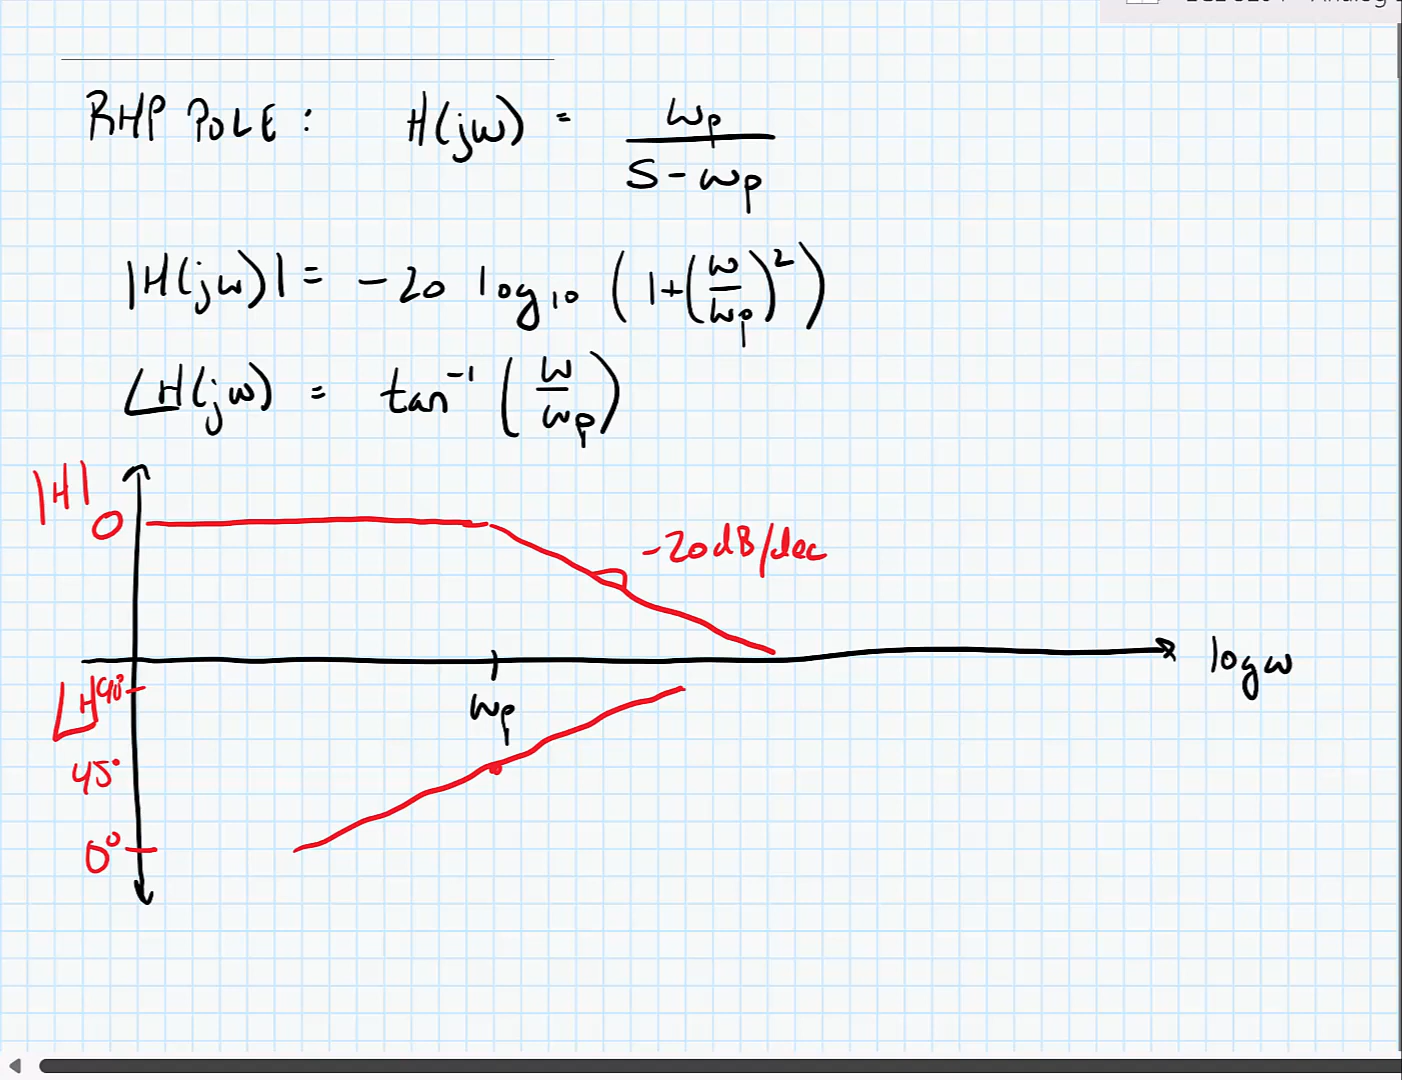 RHP POLE: H(jω) = ωp / (S - ωp)
|H(jω)| = -20 log10 (1+(ω/ωp)^2)
∠H(jω) = tan^-1 (ω/ωp)
|H|
0
-20dB/dec
log ω
∠H 90°
ωp
45°
0°